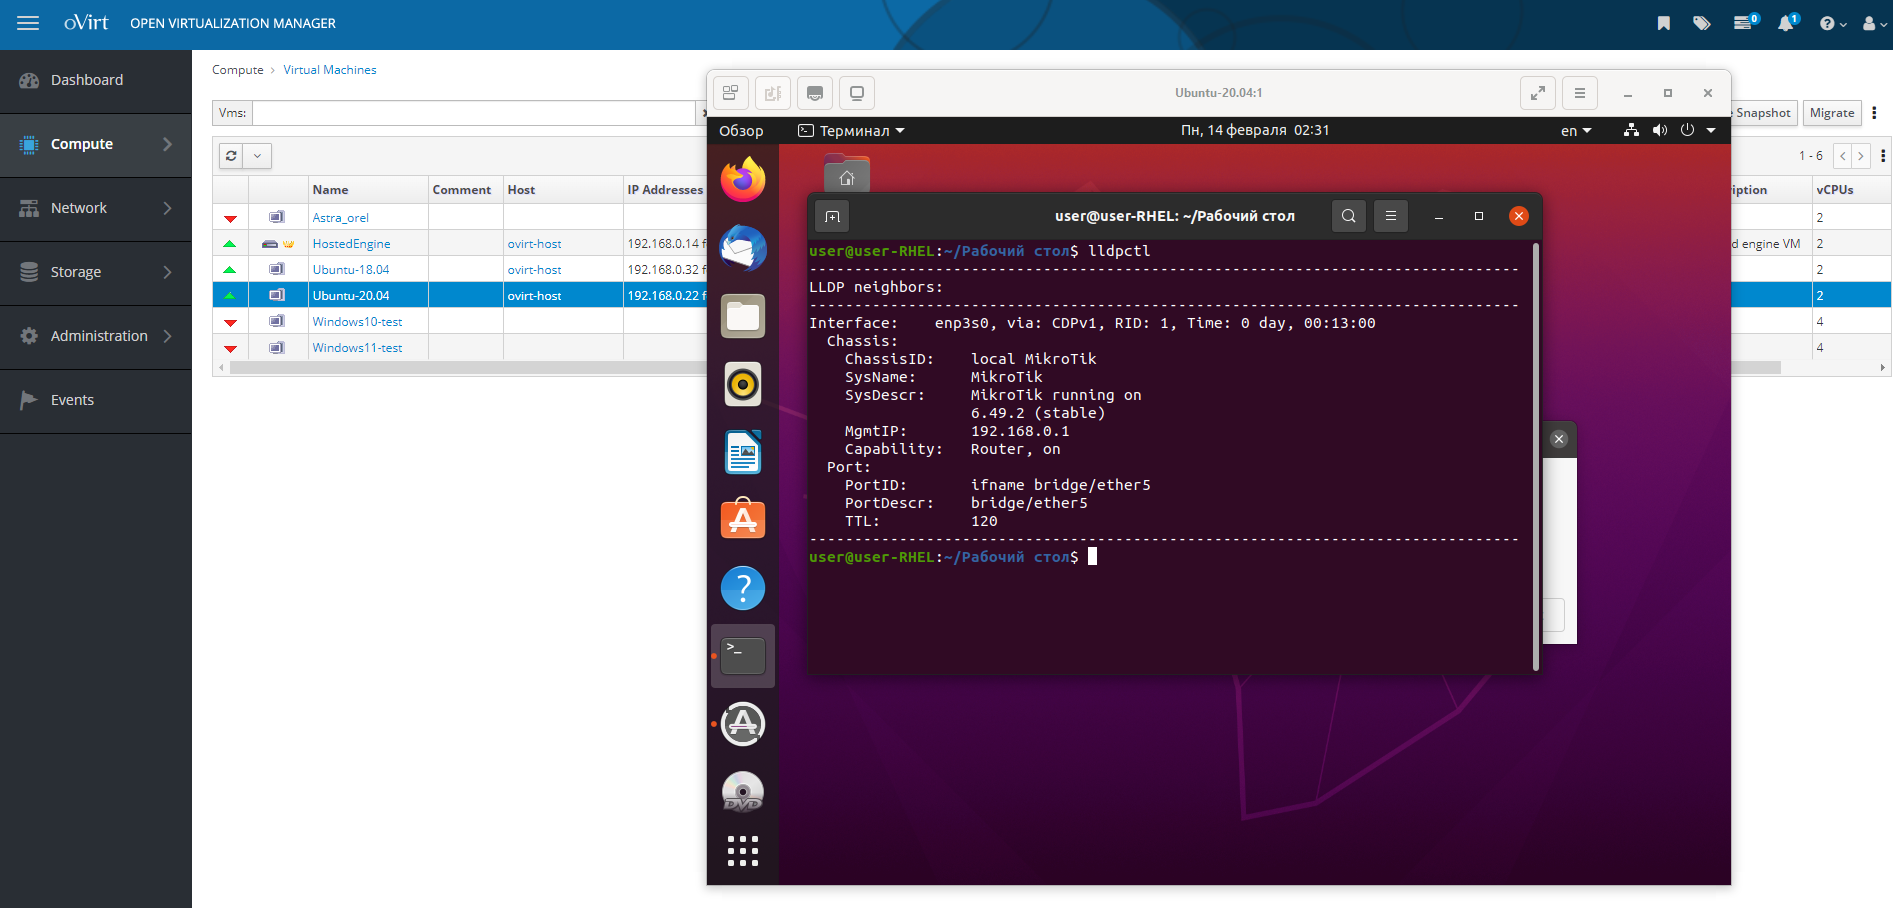 oVirt OPEN VIRTUALIZATION MANAGER
0
1
?
Dashboard
Compute
Network
Storage
Administration
Events
Compute > Virtual Machines
Vms:
Snapshot
Migrate
1 - 6
Name Comment Host IP Addresses ription vCPUs
Astra_orel 2
HostedEngine ovirt-host 192.168.0.14 f d engine VM 2
Ubuntu-18.04 ovirt-host 192.168.0.32 f 2
Ubuntu-20.04 ovirt-host 192.168.0.22 f 2
Windows10-test 4
Windows11-test 4
Ubuntu-20.04:1
Обзор Терминал Пн, 14 февраля 02:31 en
user@user-RHEL: ~/Рабочий стол
user@user-RHEL:~/Рабочий стол$ lldpctl
-------------------------------------------------------------------------------
LLDP neighbors:
-------------------------------------------------------------------------------
Interface: enp3s0, via: CDPv1, RID: 1, Time: 0 day, 00:13:00
Chassis:
ChassisID: local MikroTik
SysName: MikroTik
SysDescr: MikroTik running on
6.49.2 (stable)
MgmtIP: 192.168.0.1
Capability: Router, on
Port:
PortID: ifname bridge/ether5
PortDescr: bridge/ether5
TTL: 120
-------------------------------------------------------------------------------
user@user-RHEL:~/Рабочий стол$
?
>_
DVD